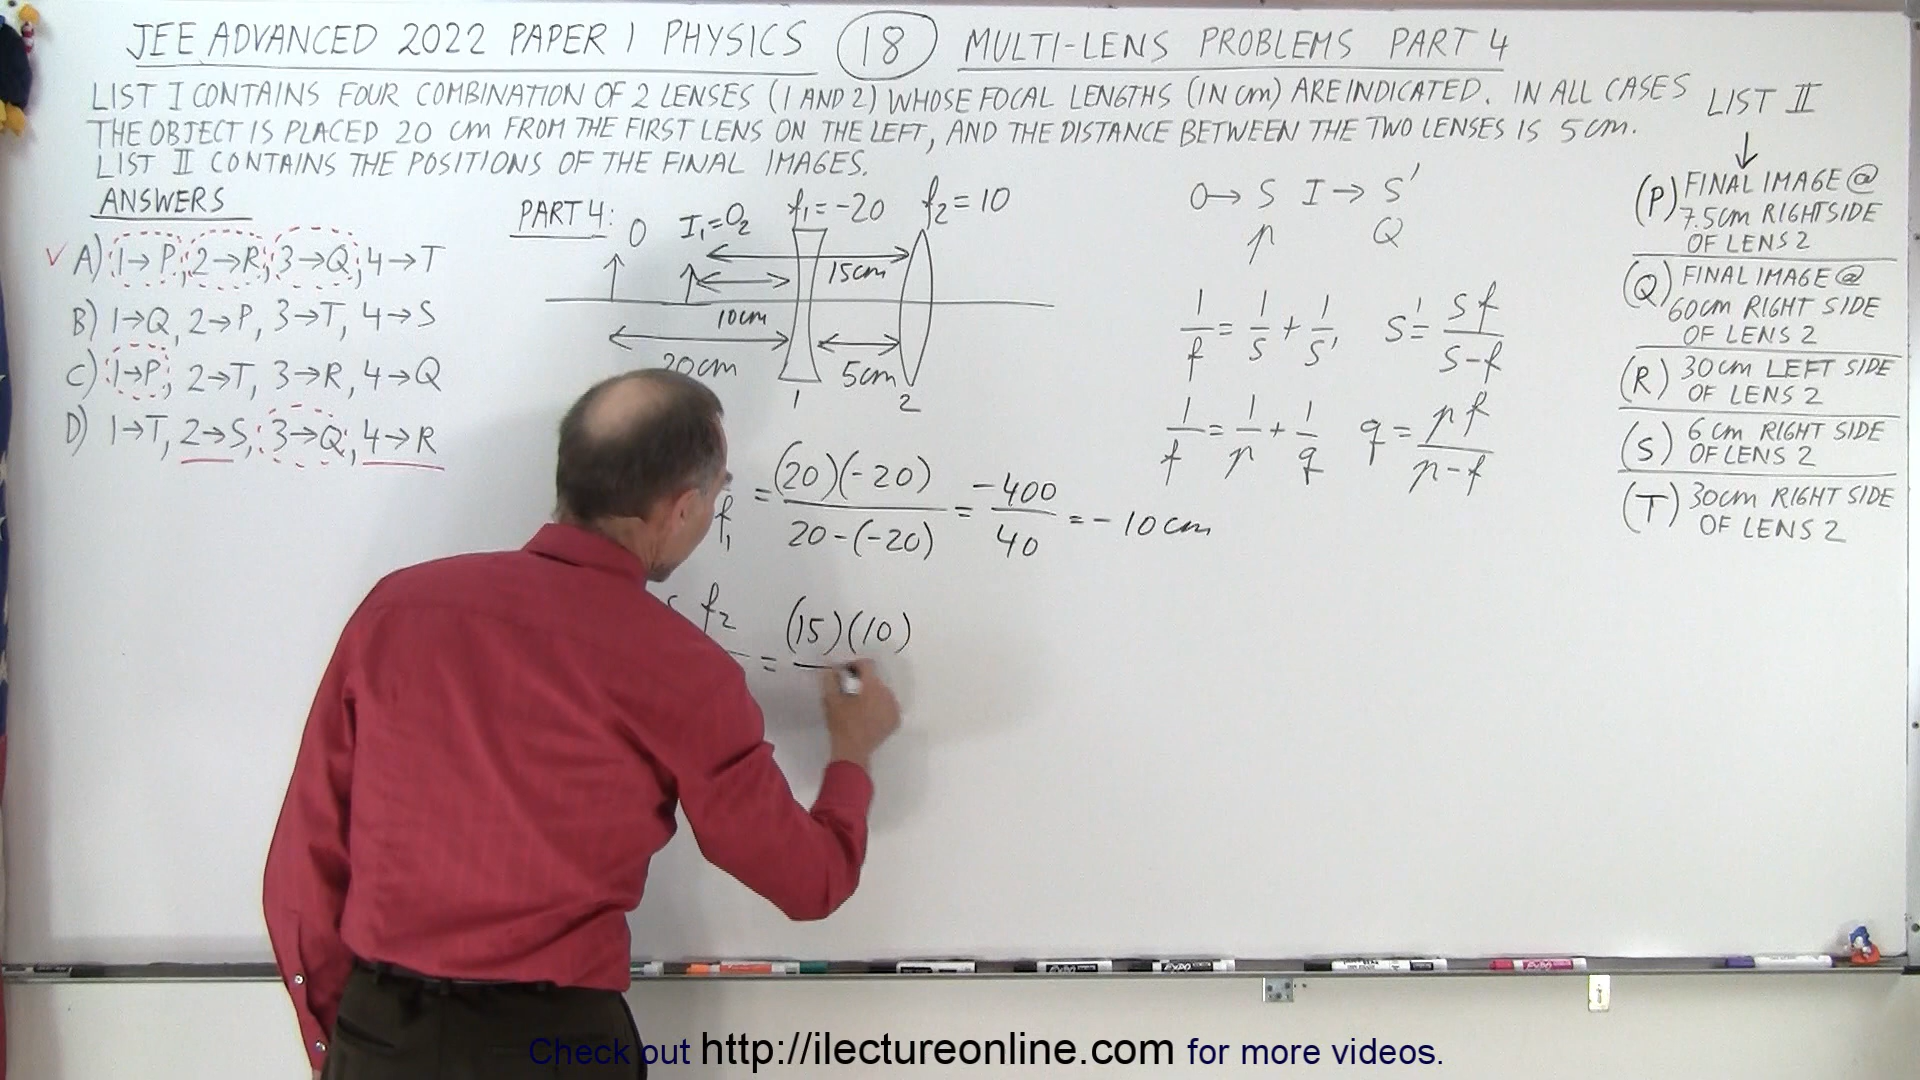 JEE ADVANCED 2022 PAPER 1 PHYSICS 18 MULTI-LENS PROBLEMS PART 4
LIST I CONTAINS FOUR COMBINATION OF 2 LENSES (1 AND 2) WHOSE FOCAL LENGTHS (IN cm) ARE INDICATED. IN ALL CASES
THE OBJECT IS PLACED 20 cm FROM THE FIRST LENS ON THE LEFT, AND THE DISTANCE BETWEEN THE TWO LENSES IS 5 cm.
LIST II CONTAINS THE POSITIONS OF THE FINAL IMAGES.
ANSWERS
✓ A) 1→P, 2→R, 3→Q, 4→T
B) 1→Q, 2→P, 3→T, 4→S
C) 1→P, 2→T, 3→R, 4→Q
D) 1→T, 2→S, 3→Q, 4→R
PART 4:
O
I₁=O₂
f₁=-20
f₂=10
15cm
10cm
20cm
5cm
1
2
f₁ = (20)(-20) / 20-(-20) = -400 / 40 = -10 cm
f₂ = (15)(10)
O→S I→S'
p Q
1/f = 1/S + 1/S', S' = Sf / S-f
1/f = 1/p + 1/q q = pf / p-f
LIST II
↓
(P) FINAL IMAGE @
7.5cm RIGHT SIDE
OF LENS 2
(Q) FINAL IMAGE @
60cm RIGHT SIDE
OF LENS 2
(R) 30 cm LEFT SIDE
OF LENS 2
(S) 6 cm RIGHT SIDE
OF LENS 2
(T) 30cm RIGHT SIDE
OF LENS 2
EXPO
Check out http://ilectureonline.com for more videos.